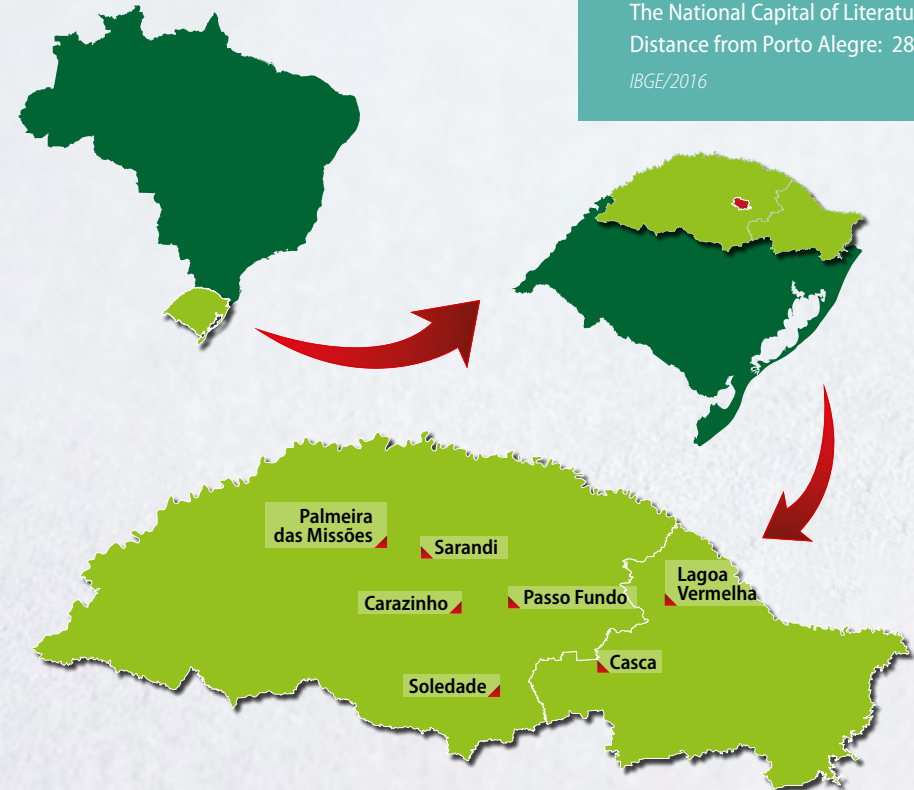 The National Capital of Literatu
Distance from Porto Alegre: 28
IBGE/2016
Palmeira
das Missões
Sarandi
Carazinho
Passo Fundo
Lagoa
Vermelha
Casca
Soledade